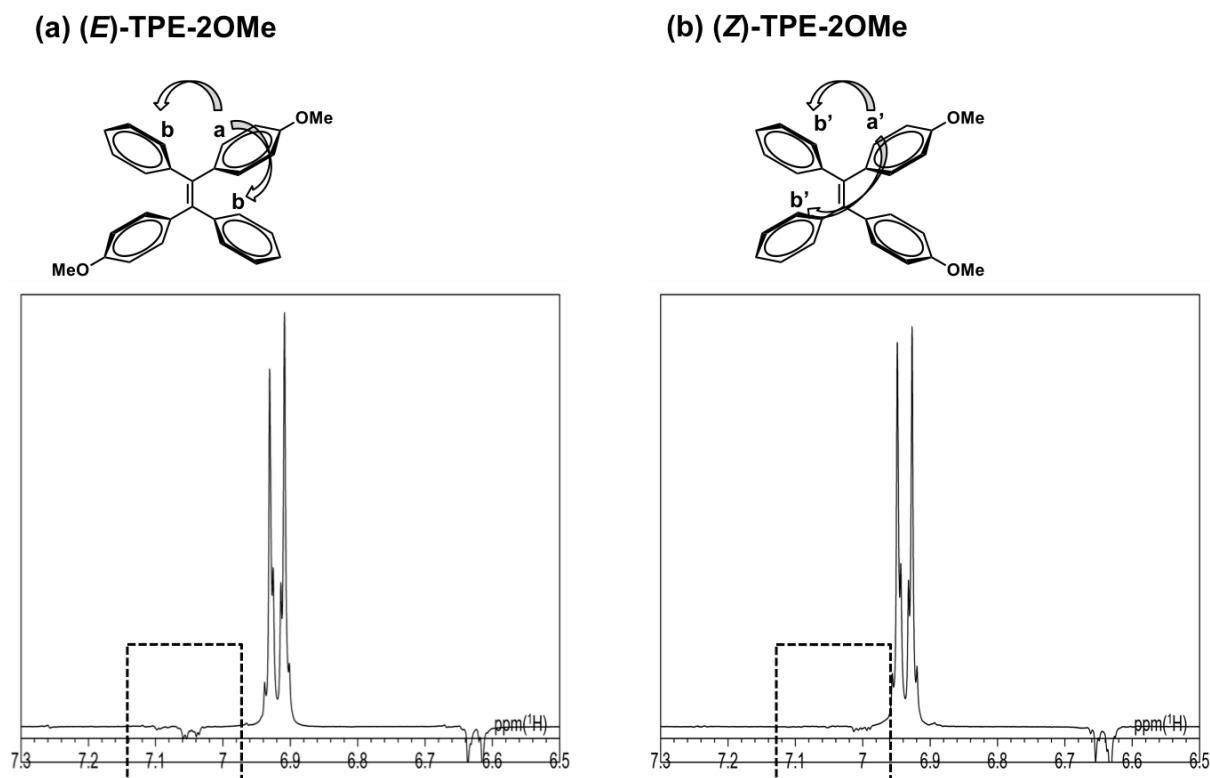 (a) (E)-TPE-2OMe
b a OMe
b
MeO
ppm(¹H)
7.3 7.2 7.1 7 6.9 6.8 6.7 6.6 6.5
(b) (Z)-TPE-2OMe
b' a' OMe
b'
OMe
ppm(¹H)
7.3 7.2 7.1 7 6.9 6.8 6.7 6.6 6.5